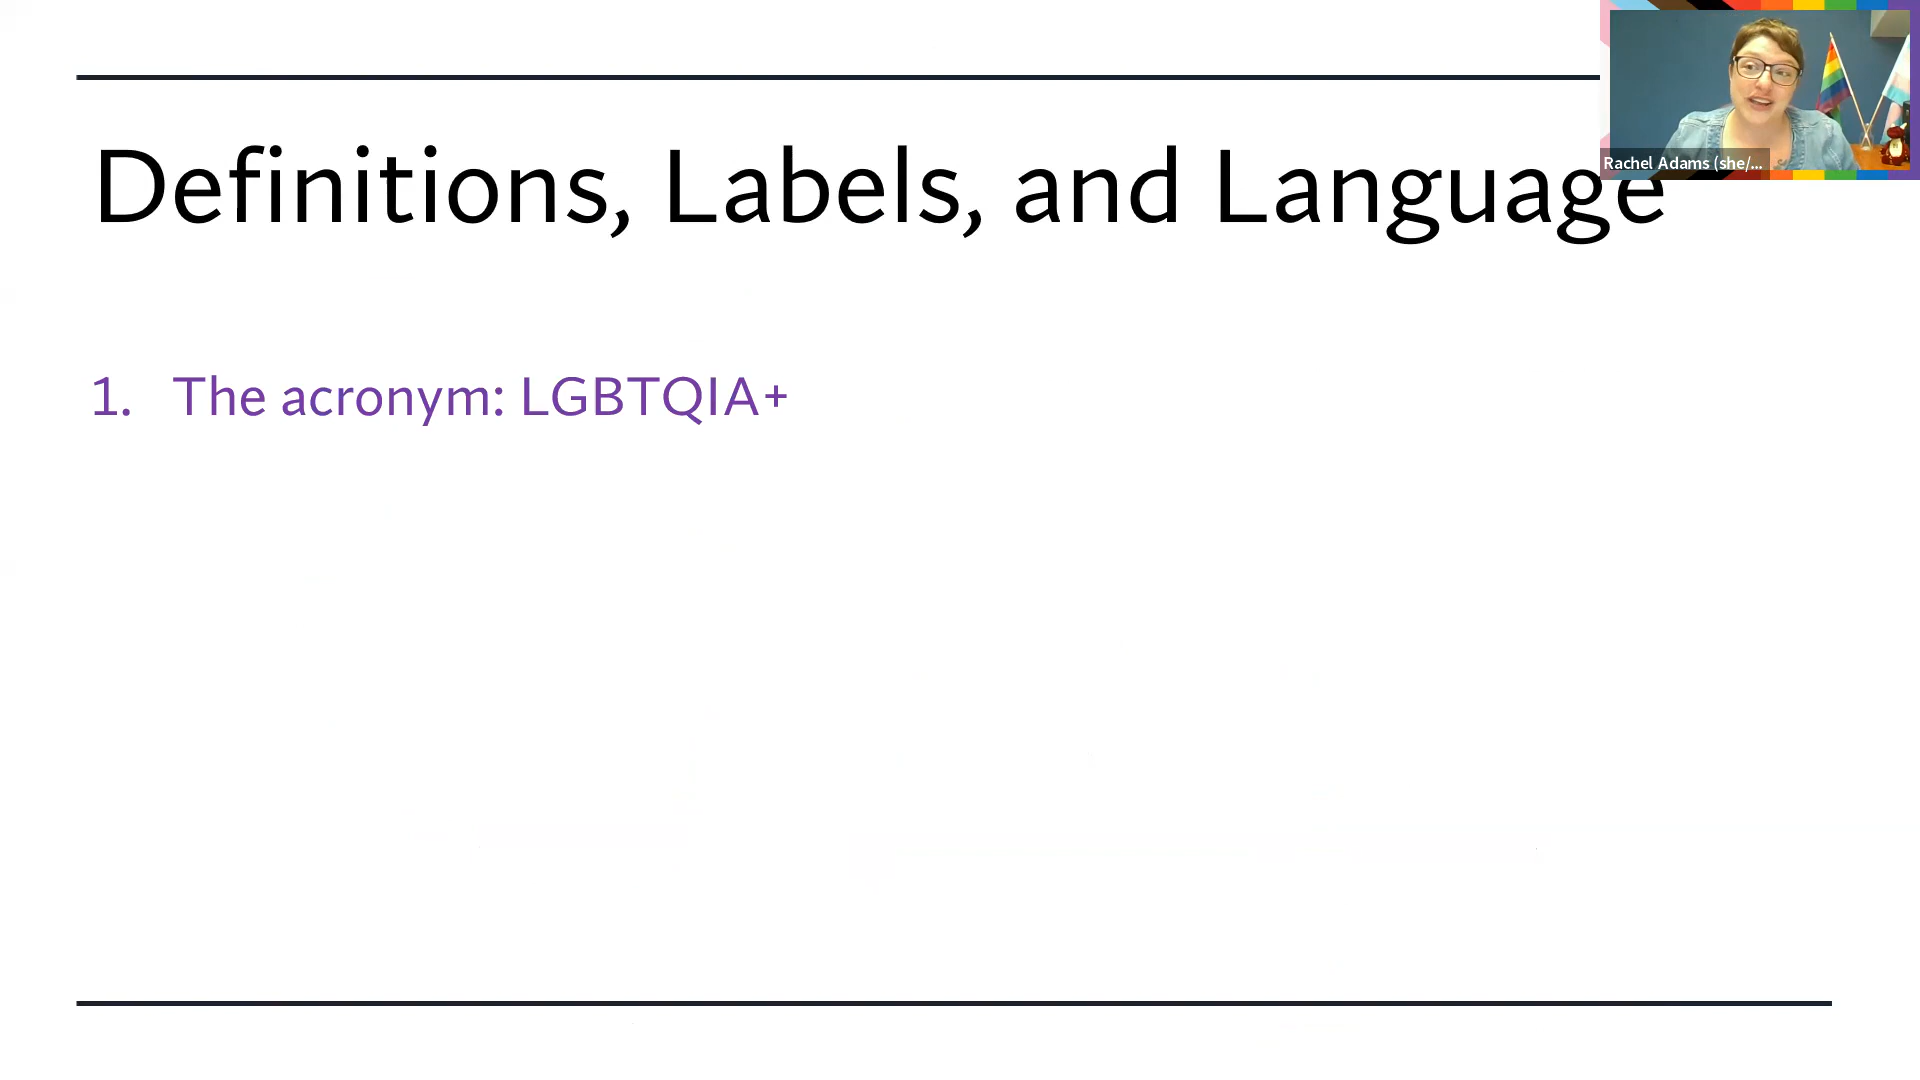 Definitions, Labels, and Language
Rachel Adams (she/...
1. The acronym: LGBTQIA+